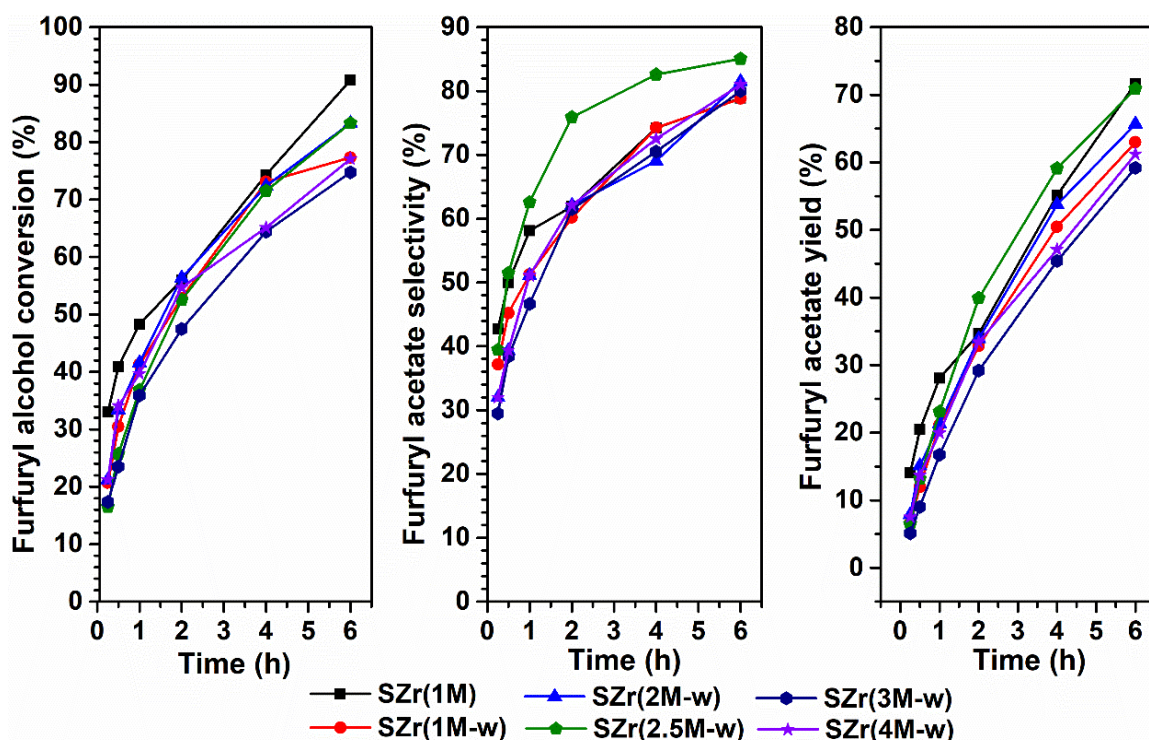 Furfuryl alcohol conversion (%)
100
90
80
70
60
50
40
30
20
10
0
0 1 2 4 5 6
Time (h)
Furfuryl acetate selectivity (%)
90
80
70
60
50
40
30
20
10
0
0 1 2 4 5 6
Time (h)
Furfuryl acetate yield (%)
80
70
60
50
40
30
20
10
0
0 1 2 4 5 6
Time (h)
SZr(1M) SZr(2M-w) SZr(3M-w)
SZr(1M-w) SZr(2.5M-w) SZr(4M-w)